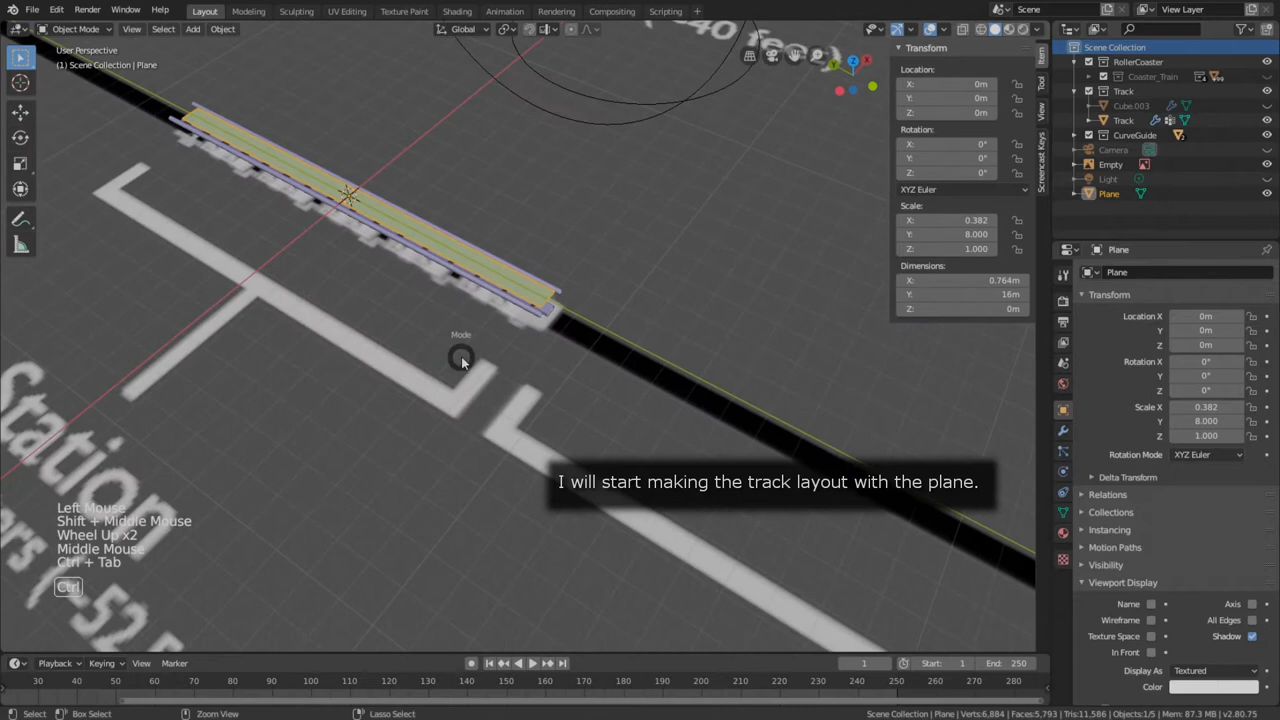 File Edit Render Window Help Layout Modeling Sculpting UV Editing Texture Paint Shading Animation Rendering Compositing Scripting + Scene View Layer
Object Mode View Select Add Object Global
User Perspective
(1) Scene Collection | Plane
Transform
Location:
X: 0m
Y: 0m
Z: 0m
Rotation:
X: 0°
Y: 0°
Z: 0°
XYZ Euler
Scale:
X: 0.382
Y: 8.000
Z: 1.000
Dimensions:
X: 0.764m
Y: 16m
Z: 0m
Item
Tool
View
Screencast Keys
Scene Collection
RollerCoaster
Coaster_Train
Track
Cube.003
Track
CurveGuide
Camera
Empty
Light
Plane
Plane
Plane
Transform
Location X 0m
Y 0m
Z 0m
Rotation X 0°
Y 0°
Z 0°
Scale X 0.382
Y 8.000
Z 1.000
Rotation Mode XYZ Euler
Delta Transform
Relations
Collections
Instancing
Motion Paths
Visibility
Viewport Display
Name Axis
Wireframe All Edges
Texture Space Shadow
In Front
Display As Textured
Color
Mode
Station
I will start making the track layout with the plane.
Left Mouse
Shift + Middle Mouse
Wheel Up x2
Middle Mouse
Ctrl + Tab
Ctrl
Playback Keying View Marker 1 Start: 1 End: 250
30 40 50 60 70 80 90 100 110 120 130 140 150 160 170 180 190 200 210 220 230 240 250 260 270 280
Select Box Select Zoom View Lasso Select Scene Collection | Plane | Verts:6,884 | Faces:5,793 | Tris:11,586 | Objects:1/5 | Mem: 87.3 MB | v2.80.75